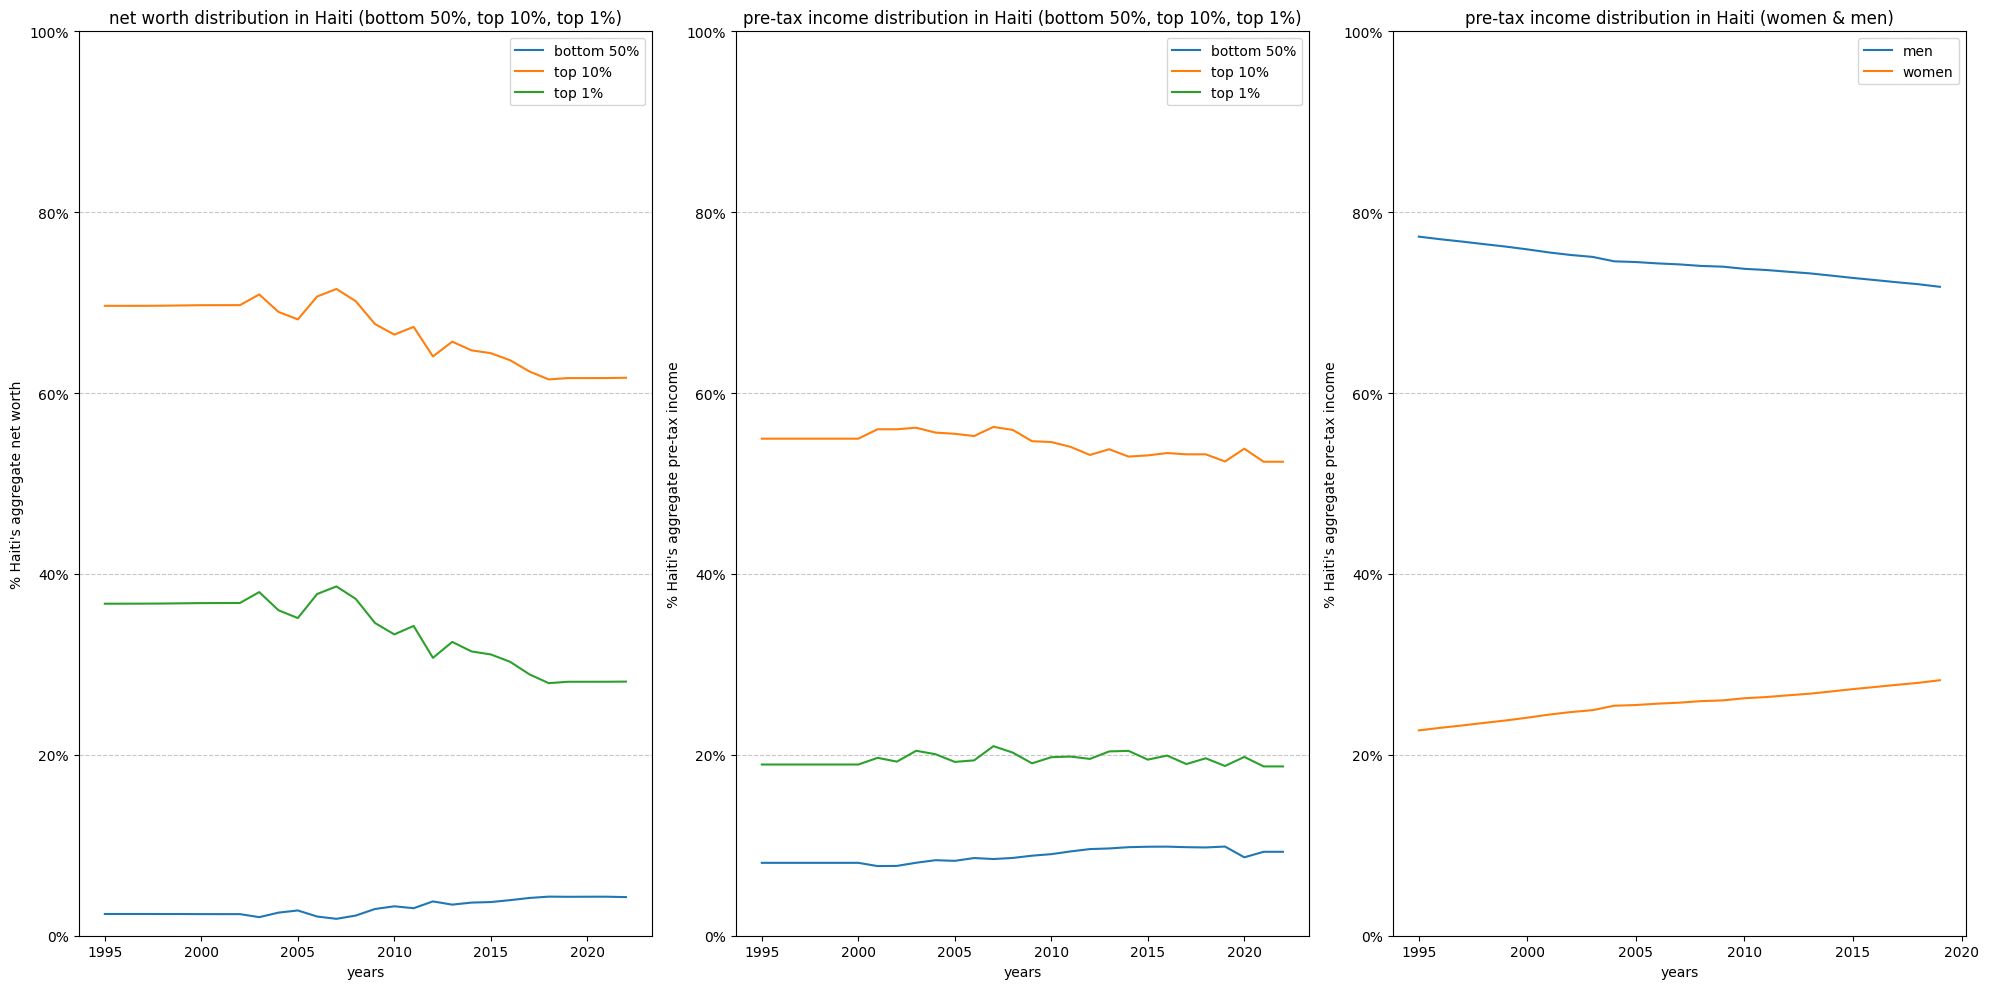 net worth distribution in Haiti (bottom 50%, top 10%, top 1%)
100%
80%
60%
40%
20%
0%
% Haiti's aggregate net worth
bottom 50%
top 10%
top 1%
1995 2000 2005 2010 2015 2020
years
pre-tax income distribution in Haiti (bottom 50%, top 10%, top 1%)
100%
80%
60%
40%
20%
0%
% Haiti's aggregate pre-tax income
bottom 50%
top 10%
top 1%
1995 2000 2005 2010 2015 2020
years
pre-tax income distribution in Haiti (women & men)
100%
80%
60%
40%
20%
0%
% Haiti's aggregate pre-tax income
men
women
1995 2000 2005 2010 2015 2020
years